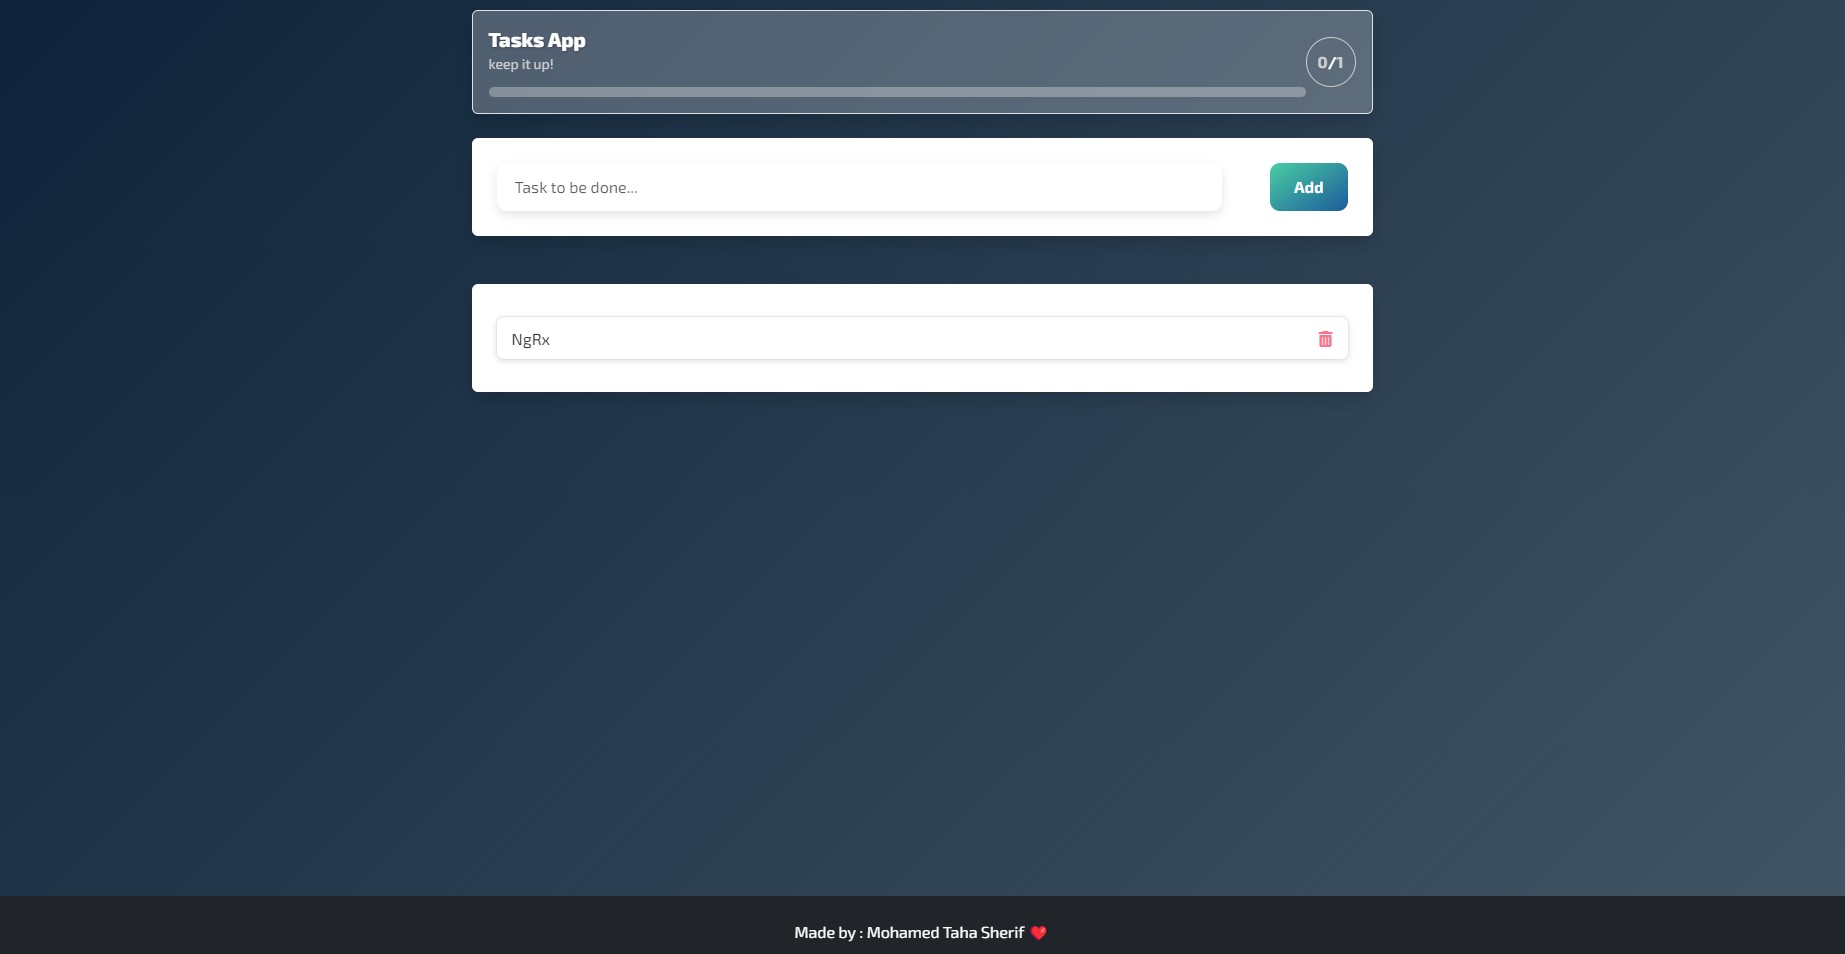 Tasks App
keep it up!
0/1
Task to be done...
Add
NgRx
Made by : Mohamed Taha Sherif ❤️